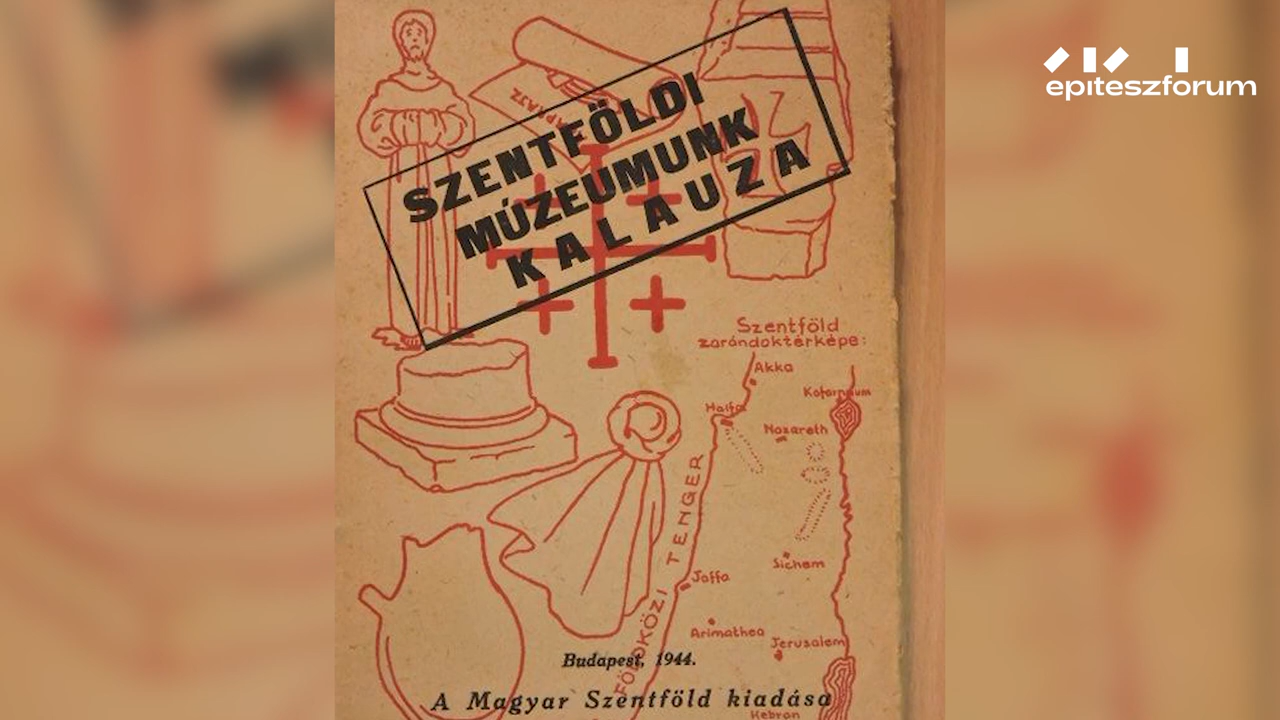 epiteszforum
SZENTFÖLDI
MÚZEUMUNK
KALAUZA
Szentföld
zarándoktérképe:
Akka
Kafarnaum
Haifa
Nazareth
FÖLDKÖZI TENGER
Sichem
Joffa
Arimathea
Jerusalem
Budapest, 1944.
A Magyar Szentföld kiadása
Hebron